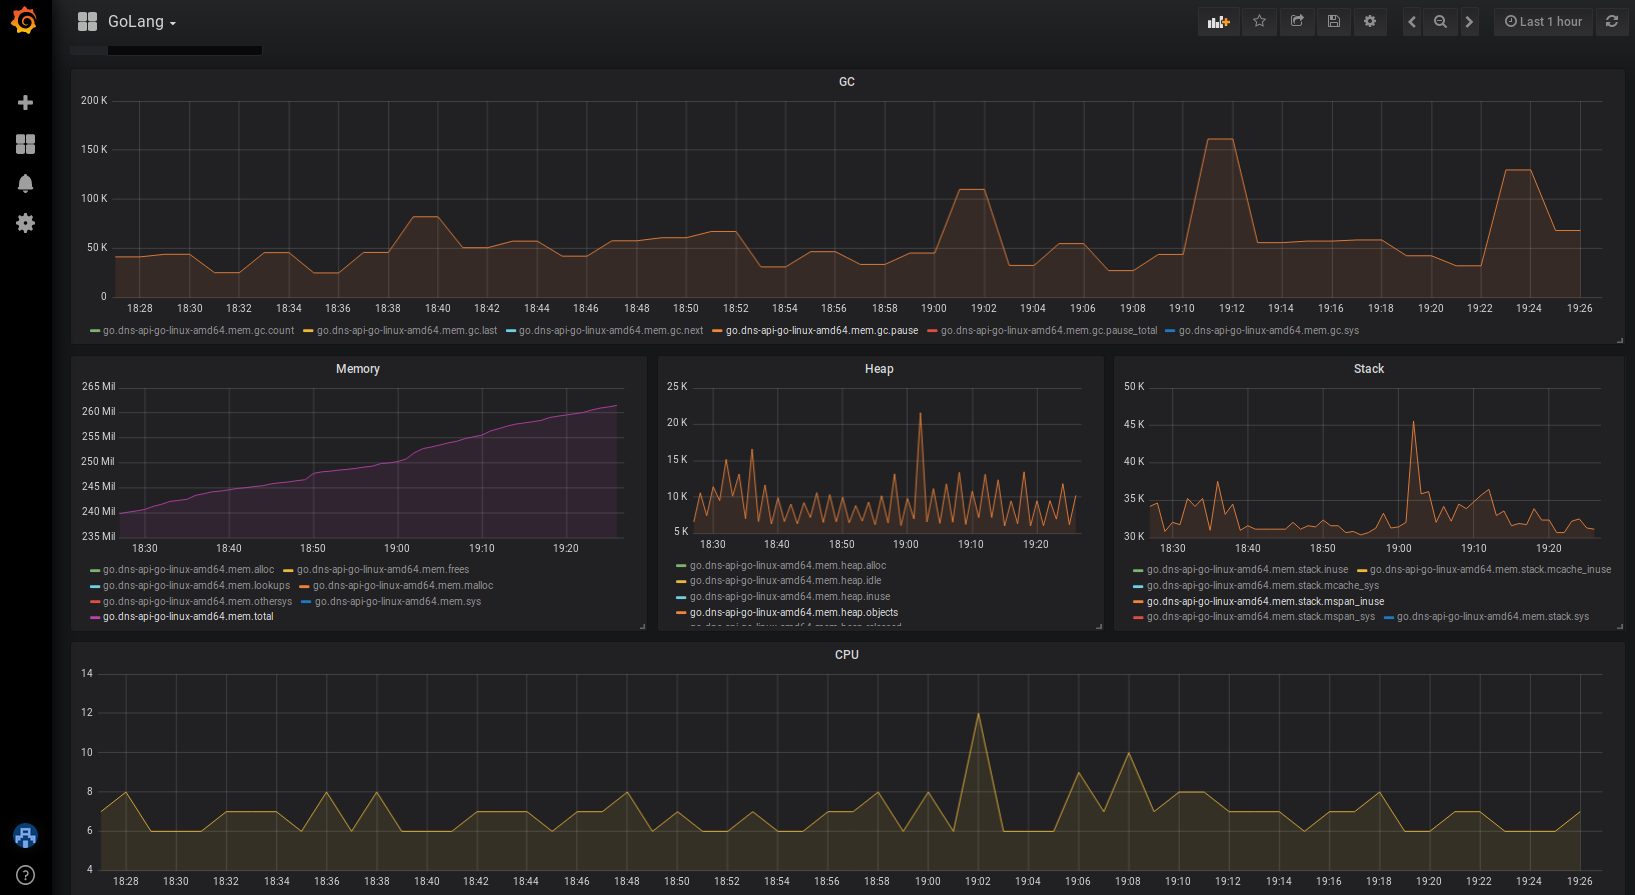 GoLang
Last 1 hour
GC
200 K
150 K
100 K
50 K
0
18:28 18:30 18:32 18:34 18:36 18:38 18:40 18:42 18:44 18:46 18:48 18:50 18:52 18:54 18:56 18:58 19:00 19:02 19:04 19:06 19:08 19:10 19:12 19:14 19:16 19:18 19:20 19:22 19:24 19:26
go.dns-api-go-linux-amd64.mem.gc.count go.dns-api-go-linux-amd64.mem.gc.last go.dns-api-go-linux-amd64.mem.gc.next go.dns-api-go-linux-amd64.mem.gc.pause go.dns-api-go-linux-amd64.mem.gc.pause_total go.dns-api-go-linux-amd64.mem.gc.sys
Memory
265 Mil
260 Mil
255 Mil
250 Mil
245 Mil
240 Mil
235 Mil
18:30 18:40 18:50 19:00 19:10 19:20
go.dns-api-go-linux-amd64.mem.alloc go.dns-api-go-linux-amd64.mem.frees
go.dns-api-go-linux-amd64.mem.lookups go.dns-api-go-linux-amd64.mem.malloc
go.dns-api-go-linux-amd64.mem.othersys go.dns-api-go-linux-amd64.mem.sys
go.dns-api-go-linux-amd64.mem.total
Heap
25 K
20 K
15 K
10 K
5 K
18:30 18:40 18:50 19:00 19:10 19:20
go.dns-api-go-linux-amd64.mem.heap.alloc
go.dns-api-go-linux-amd64.mem.heap.idle
go.dns-api-go-linux-amd64.mem.heap.inuse
go.dns-api-go-linux-amd64.mem.heap.objects
go.dns-api-go-linux-amd64.mem.heap.released
Stack
50 K
45 K
40 K
35 K
30 K
18:30 18:40 18:50 19:00 19:10 19:20
go.dns-api-go-linux-amd64.mem.stack.inuse go.dns-api-go-linux-amd64.mem.stack.mcache_inuse
go.dns-api-go-linux-amd64.mem.stack.mcache_sys
go.dns-api-go-linux-amd64.mem.stack.mspan_inuse
go.dns-api-go-linux-amd64.mem.stack.mspan_sys go.dns-api-go-linux-amd64.mem.stack.sys
CPU
14
12
10
8
6
4
18:28 18:30 18:32 18:34 18:36 18:38 18:40 18:42 18:44 18:46 18:48 18:50 18:52 18:54 18:56 18:58 19:00 19:02 19:04 19:06 19:08 19:10 19:12 19:14 19:16 19:18 19:20 19:22 19:24 19:26